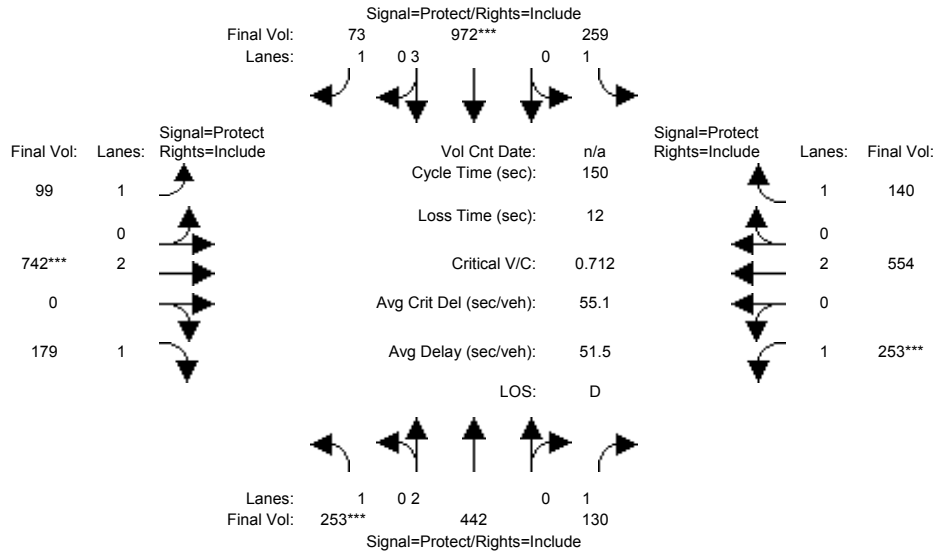 Signal=Protect/Rights=Include
Final Vol: 73 972*** 259
Lanes: 1 0 3 0 1
Signal=Protect
Final Vol: Lanes: Rights=Include
Vol Cnt Date: n/a
Signal=Protect
Rights=Include Lanes: Final Vol:
Cycle Time (sec): 150
99 1
1 140
Loss Time (sec): 12
0
0
742*** 2
Critical V/C: 0.712
2 554
0 0
Avg Crit Del (sec/veh): 55.1
0
179 1
Avg Delay (sec/veh): 51.5
1 253***
LOS: D
Lanes: 1 0 2 0 1
Final Vol: 253*** 442 130
Signal=Protect/Rights=Include